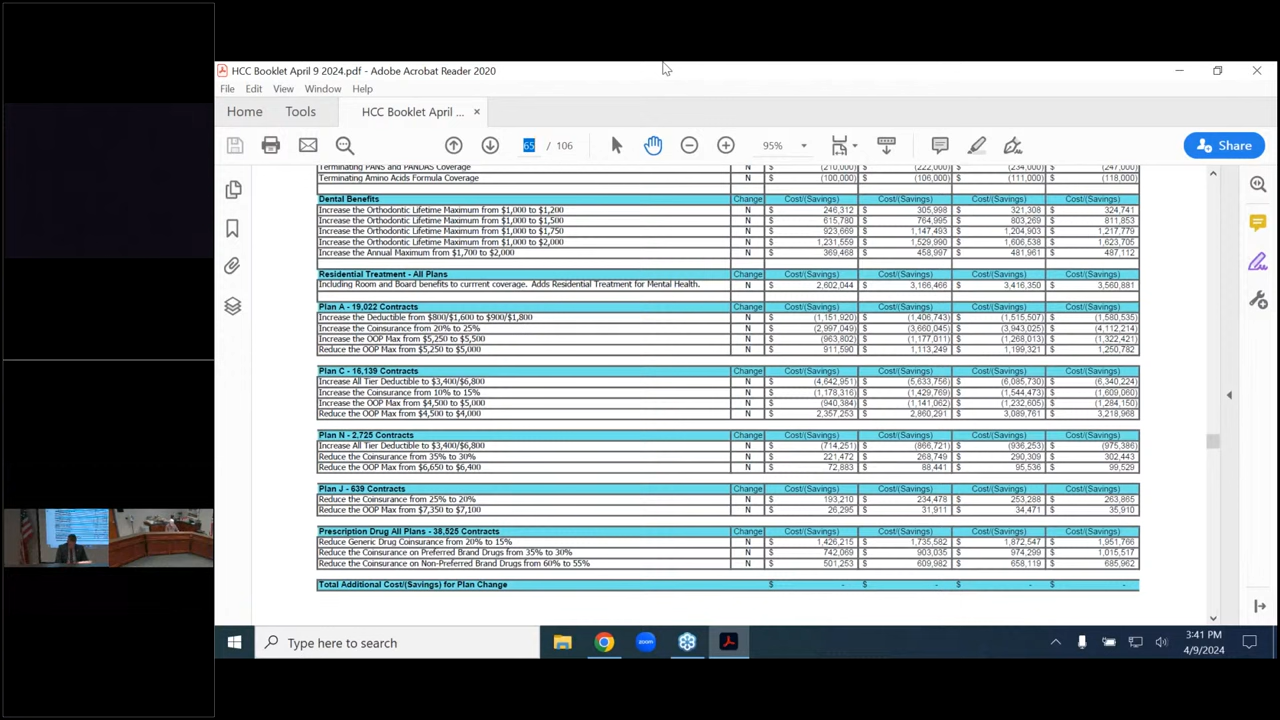 HCC Booklet April 9 2024.pdf - Adobe Acrobat Reader 2020
File Edit View Window Help
Home Tools HCC Booklet April ... ×
65 / 106 95% Share
Terminating PANS and PANDAS Coverage N $ (210,000) $ (222,000) $ (234,000) $ (247,000)
Terminating Amino Acids Formula Coverage N $ (100,000) $ (106,000) $ (111,000) $ (118,000)
Dental Benefits Change Cost/(Savings) Cost/(Savings) Cost/(Savings) Cost/(Savings)
Increase the Orthodontic Lifetime Maximum from $1,000 to $1,200 N $ 246,312 $ 305,998 $ 321,308 $ 324,741
Increase the Orthodontic Lifetime Maximum from $1,000 to $1,500 N $ 615,780 $ 764,995 $ 803,269 $ 811,853
Increase the Orthodontic Lifetime Maximum from $1,000 to $1,750 N $ 923,669 $ 1,147,493 $ 1,204,903 $ 1,217,779
Increase the Orthodontic Lifetime Maximum from $1,000 to $2,000 N $ 1,231,559 $ 1,529,990 $ 1,606,538 $ 1,623,705
Increase the Annual Maximum from $1,700 to $2,000 N $ 369,468 $ 458,997 $ 481,961 $ 487,112
Residential Treatment - All Plans Change Cost/(Savings) Cost/(Savings) Cost/(Savings) Cost/(Savings)
Including Room and Board benefits to currrent coverage. Adds Residential Treatment for Mental Health. N $ 2,602,044 $ 3,166,466 $ 3,416,350 $ 3,560,881
Plan A - 19,022 Contracts Change Cost/(Savings) Cost/(Savings) Cost/(Savings) Cost/(Savings)
Increase the Deductible from $800/$1,600 to $900/$1,800 N $ (1,151,920) $ (1,406,743) $ (1,515,507) $ (1,580,535)
Increase the Coinsurance from 20% to 25% N $ (2,997,049) $ (3,660,045) $ (3,943,025) $ (4,112,214)
Increase the OOP Max from $5,250 to $5,500 N $ (963,802) $ (1,177,011) $ (1,268,013) $ (1,322,421)
Reduce the OOP Max from $5,250 to $5,000 N $ 911,590 $ 1,113,249 $ 1,199,321 $ 1,250,782
Plan C - 16,139 Contracts Change Cost/(Savings) Cost/(Savings) Cost/(Savings) Cost/(Savings)
Increase All Tier Deductible to $3,400/$6,800 N $ (4,642,951) $ (5,633,756) $ (6,085,730) $ (6,340,224)
Increase the Coinsurance from 10% to 15% N $ (1,178,316) $ (1,429,769) $ (1,544,473) $ (1,609,060)
Increase the OOP Max from $4,500 to $5,000 N $ (940,384) $ (1,141,062) $ (1,232,605) $ (1,284,150)
Reduce the OOP Max from $4,500 to $4,000 N $ 2,357,253 $ 2,860,291 $ 3,089,761 $ 3,218,968
Plan N - 2,725 Contracts Change Cost/(Savings) Cost/(Savings) Cost/(Savings) Cost/(Savings)
Increase All Tier Deductible to $3,400/$6,800 N $ (714,251) $ (866,721) $ (936,253) $ (975,386)
Reduce the Coinsurance from 35% to 30% N $ 221,472 $ 268,749 $ 290,309 $ 302,443
Reduce the OOP Max from $6,650 to $6,400 N $ 72,883 $ 88,441 $ 95,536 $ 99,529
Plan J - 639 Contracts Change Cost/(Savings) Cost/(Savings) Cost/(Savings) Cost/(Savings)
Reduce the Coinsurance from 25% to 20% N $ 193,210 $ 234,478 $ 253,288 $ 263,865
Reduce the OOP Max from $7,350 to $7,100 N $ 26,295 $ 31,911 $ 34,471 $ 35,910
Prescription Drug All Plans - 38,525 Contracts Change Cost/(Savings) Cost/(Savings) Cost/(Savings) Cost/(Savings)
Reduce Generic Drug Coinsurance from 20% to 15% N $ 1,426,215 $ 1,735,582 $ 1,872,547 $ 1,951,766
Reduce the Coinsurance on Preferred Brand Drugs from 35% to 30% N $ 742,069 $ 903,035 $ 974,299 $ 1,015,517
Reduce the Coinsurance on Non-Preferred Brand Drugs from 60% to 55% N $ 501,253 $ 609,982 $ 658,119 $ 685,962
Total Additional Cost/(Savings) for Plan Change $ - $ - $ - $ -
Type here to search zoom 3:41 PM
4/9/2024